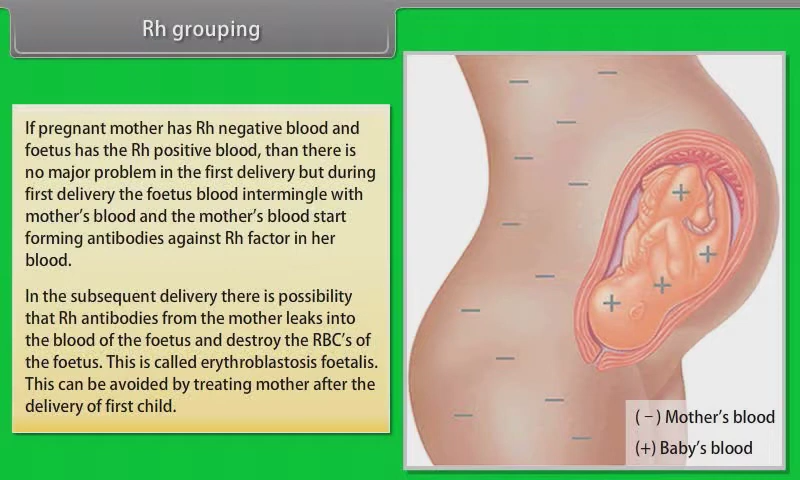 Rh grouping
If pregnant mother has Rh negative blood and
foetus has the Rh positive blood, than there is
no major problem in the first delivery but during
first delivery the foetus blood intermingle with
mother's blood and the mother's blood start
forming antibodies against Rh factor in her
blood.
In the subsequent delivery there is possibility
that Rh antibodies from the mother leaks into
the blood of the foetus and destroy the RBC's of
the foetus. This is called erythroblastosis foetalis.
This can be avoided by treating mother after the
delivery of first child.
(−) Mother's blood
(+) Baby's blood